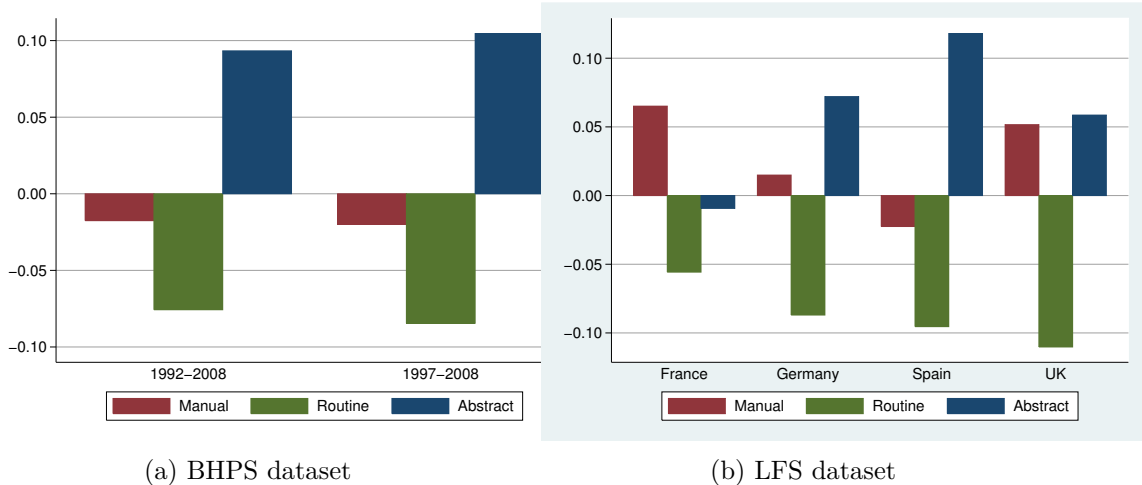 0.10
0.05
0.00
−0.05
−0.10
1992−2008 1997−2008
Manual Routine Abstract
(a) BHPS dataset
0.10
0.05
0.00
−0.05
−0.10
France Germany Spain UK
Manual Routine Abstract
(b) LFS dataset